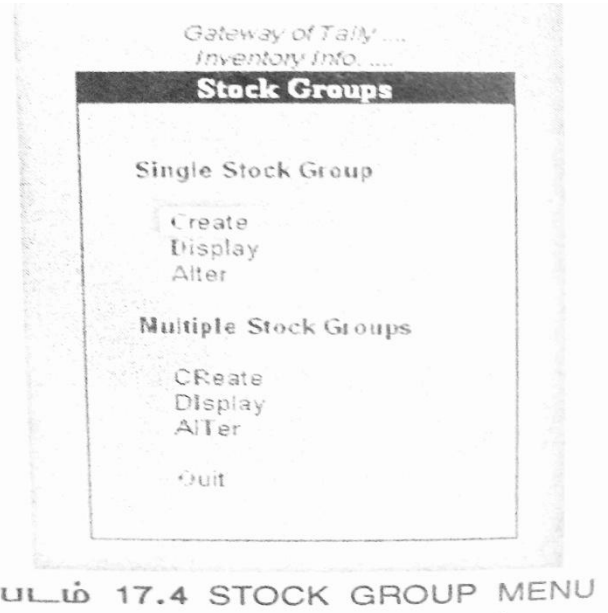 Gateway of Tally ....
Inventory Info. ....
Stock Groups
Single Stock Group
Create
Display
Alter
Multiple Stock Groups
CReate
DIsplay
AlTer
Quit
படம் 17.4 STOCK GROUP MENU